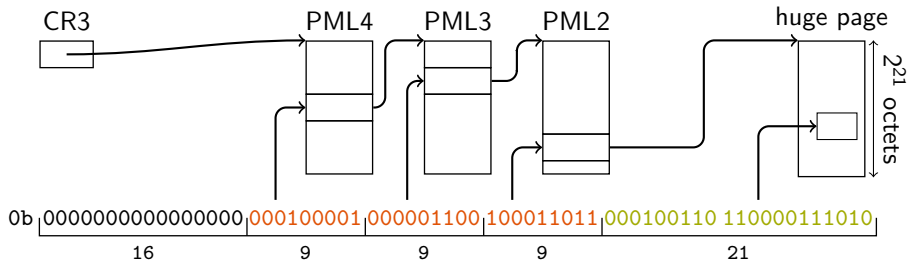 CR3 PML4 PML3 PML2 huge page
2^21 octets
0b 0000000000000000 000100001 000001100 100011011 000100110 110000111010
16 9 9 9 21